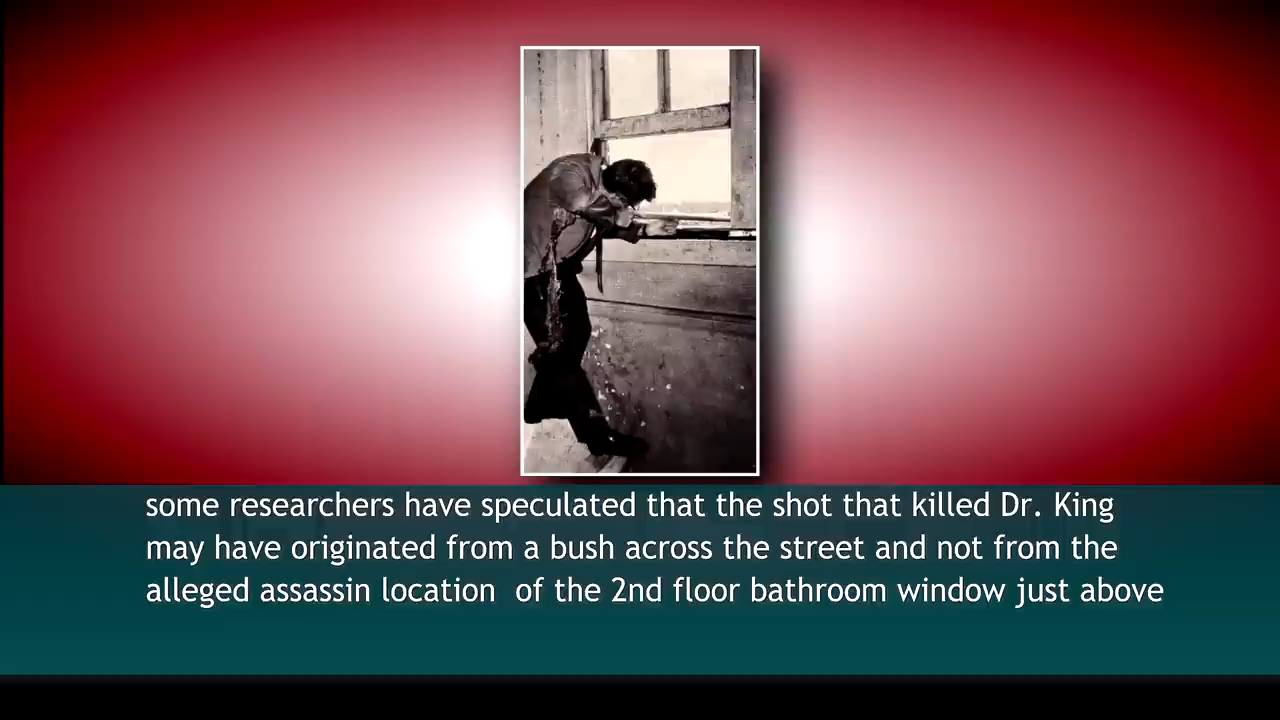 some researchers have speculated that the shot that killed Dr. King
may have originated from a bush across the street and not from the
alleged assassin location  of the 2nd floor bathroom window just above